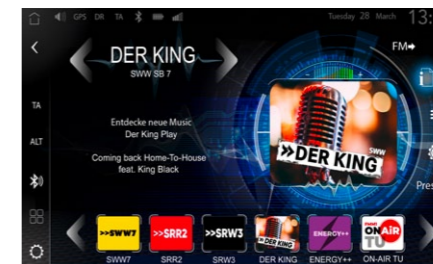 GPS DR TA Tuesday 28 March 13:
DER KING
SWW SB 7
FM
TA
Entdecke neue Music
Der King Play
ALT
Coming back Home-To-House
feat. King Black
SWW
»DER KING
Pres
»SWW7
»SRR2
»SRW3
»DER KING
ENERGY++
ON AiR
TU
SWW7
SRR2
SRW3
DER KING
ENERGY++
ON-AIR TU